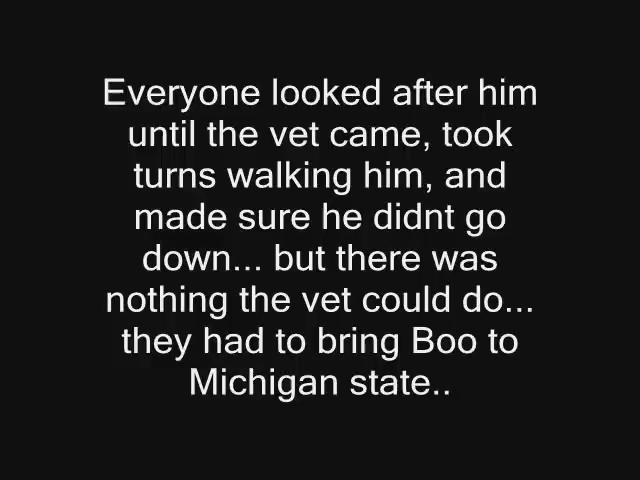 Everyone looked after him
until the vet came, took
turns walking him, and
made sure he didnt go
down... but there was
nothing the vet could do...
they had to bring Boo to
Michigan state..